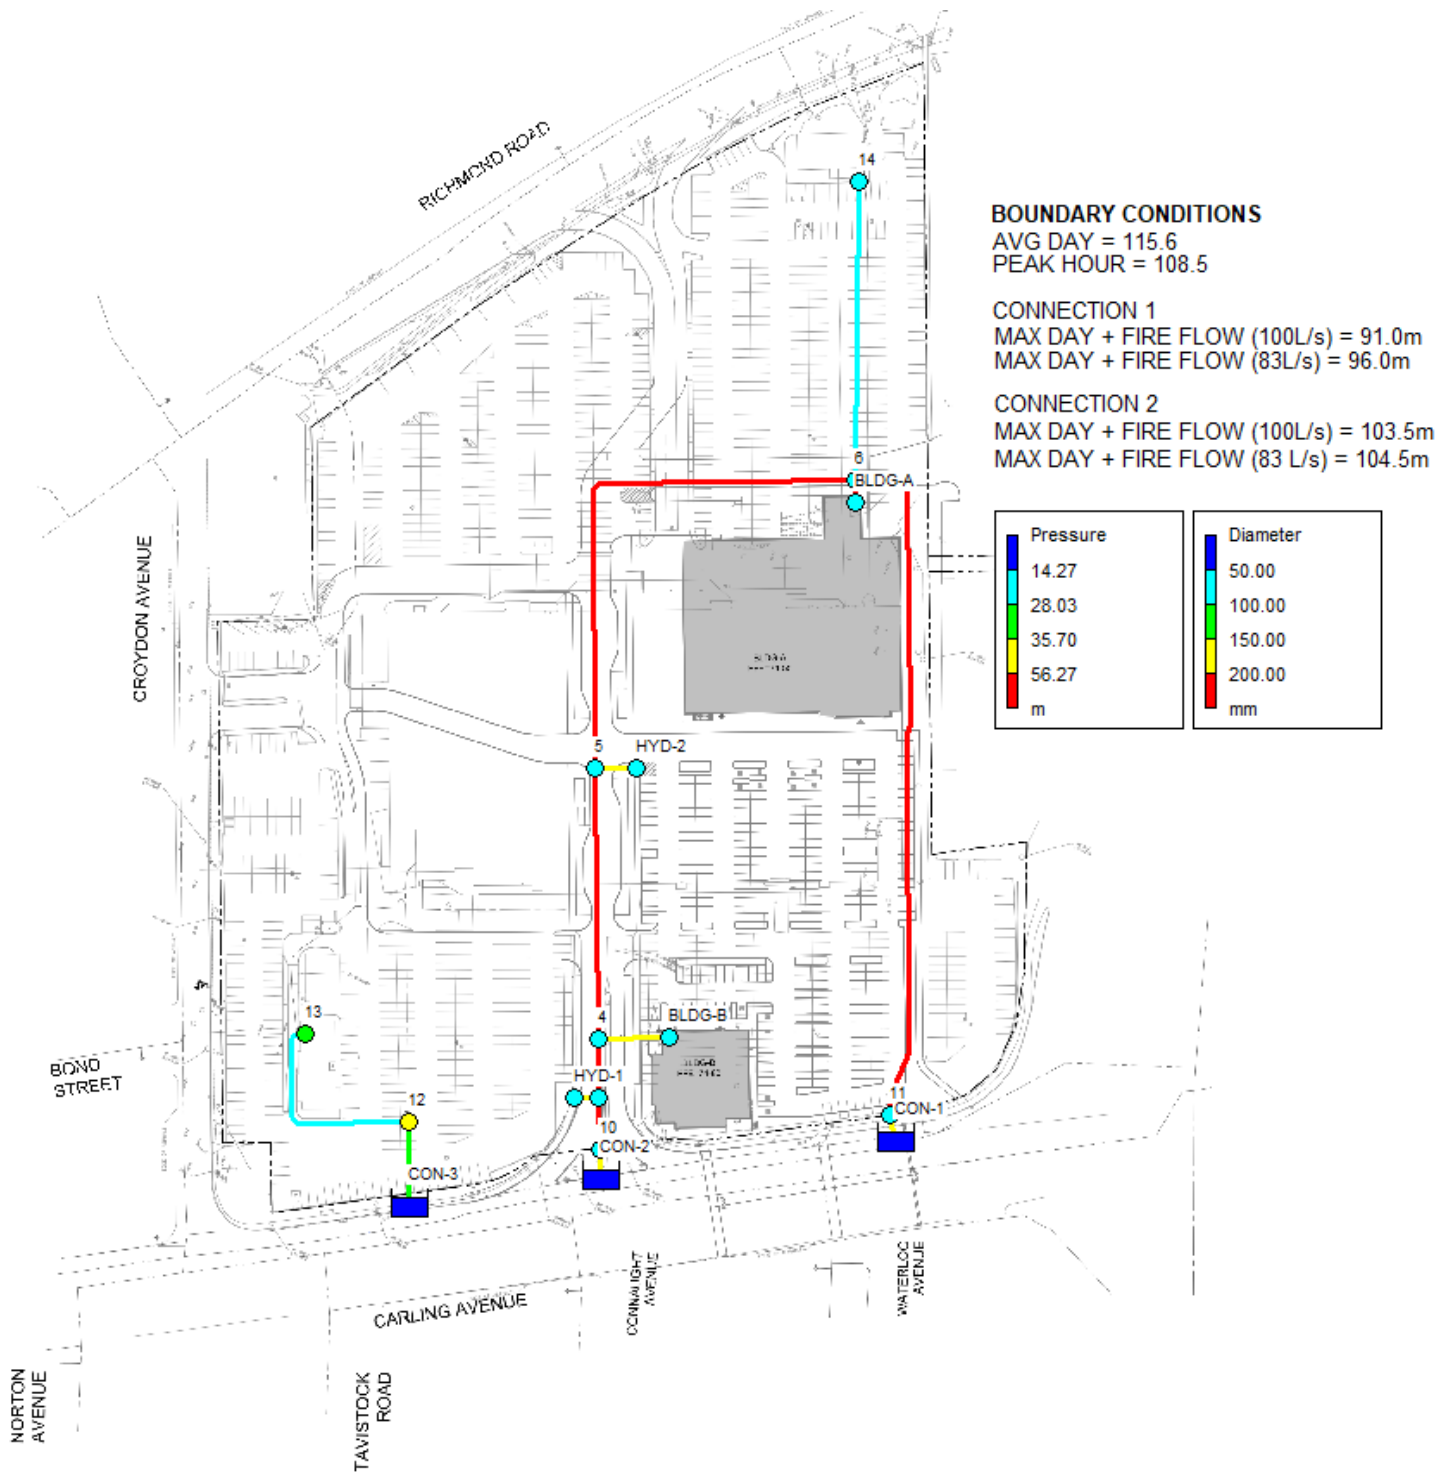 RICHMOND ROAD
14
BOUNDARY CONDITIONS
AVG DAY = 115.6
PEAK HOUR = 108.5
CONNECTION 1
MAX DAY + FIRE FLOW (100L/s) = 91.0m
MAX DAY + FIRE FLOW (83L/s) = 96.0m
CONNECTION 2
MAX DAY + FIRE FLOW (100L/s) = 103.5m
MAX DAY + FIRE FLOW (83 L/s) = 104.5m
6
BLDG-A
Pressure
14.27
28.03
35.70
56.27
m
Diameter
50.00
100.00
150.00
200.00
mm
CROYDON AVENUE
BLDG-A
5
HYD-2
13
4
BLDG-B
BLDG-B
BOND
STREET
HYD-1
12
10
11
CON-1
CON-2
CON-3
CONNAUGHT
AVENUE
WATERLOO
AVENUE
CARLING AVENUE
NORTON
AVENUE
TAVISTOCK
ROAD